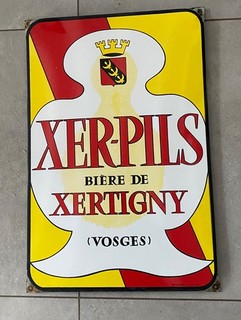 XER-PILS
BIÈRE DE
XERTIGNY
(VOSGES)